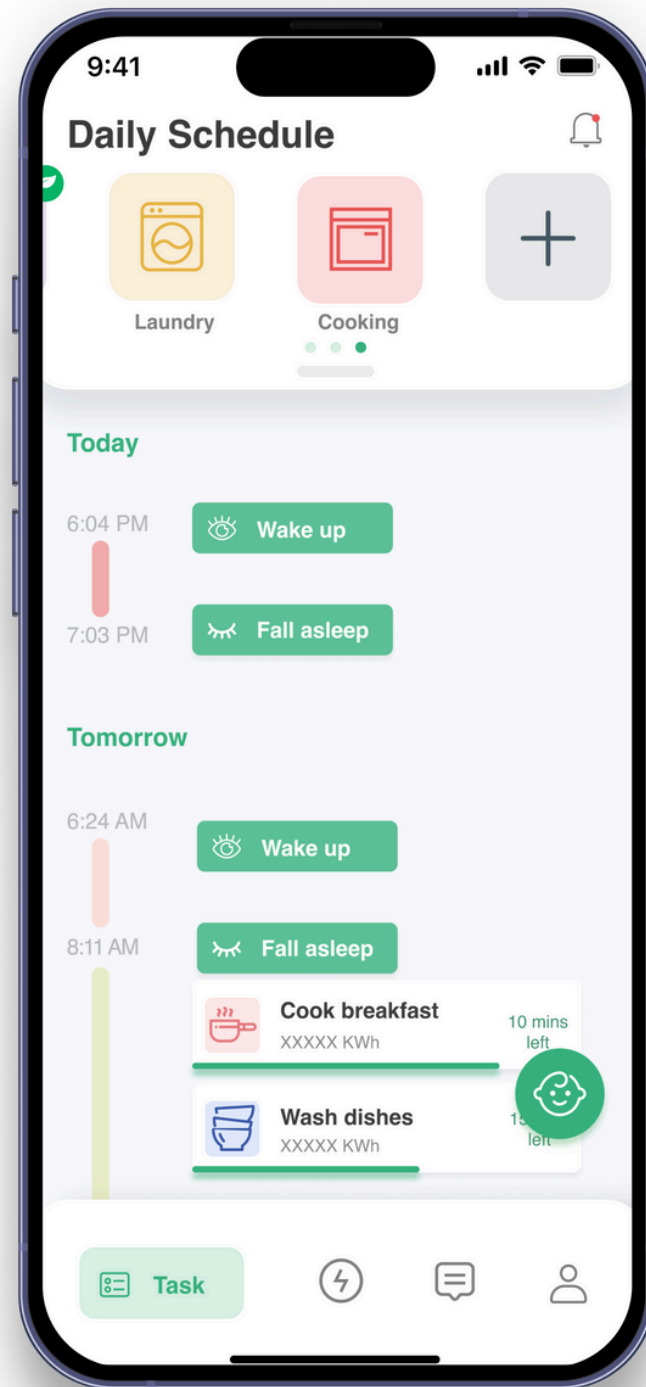 9:41
Daily Schedule
Laundry
Cooking
Today
6:04 PM
Wake up
7:03 PM
Fall asleep
Tomorrow
6:24 AM
Wake up
8:11 AM
Fall asleep
Cook breakfast
XXXXX KWh
10 mins
left
Wash dishes
XXXXX KWh
left
Task